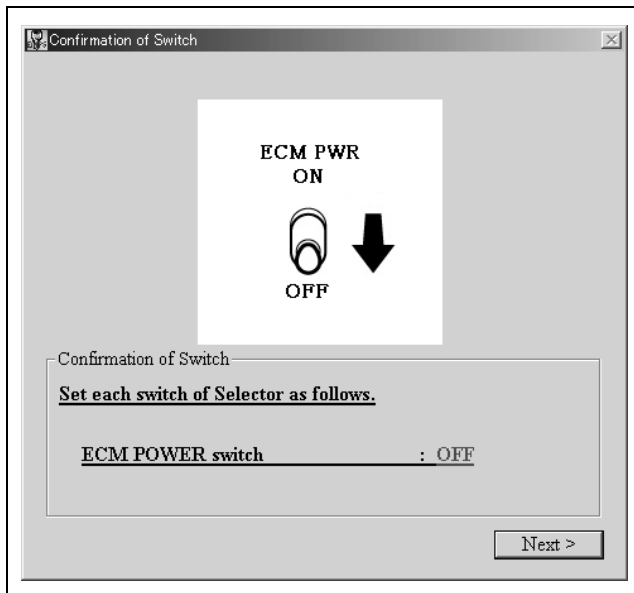 Confirmation of Switch
ECM PWR
ON
OFF
Confirmation of Switch
Set each switch of Selector as follows.
ECM POWER switch : OFF
Next >